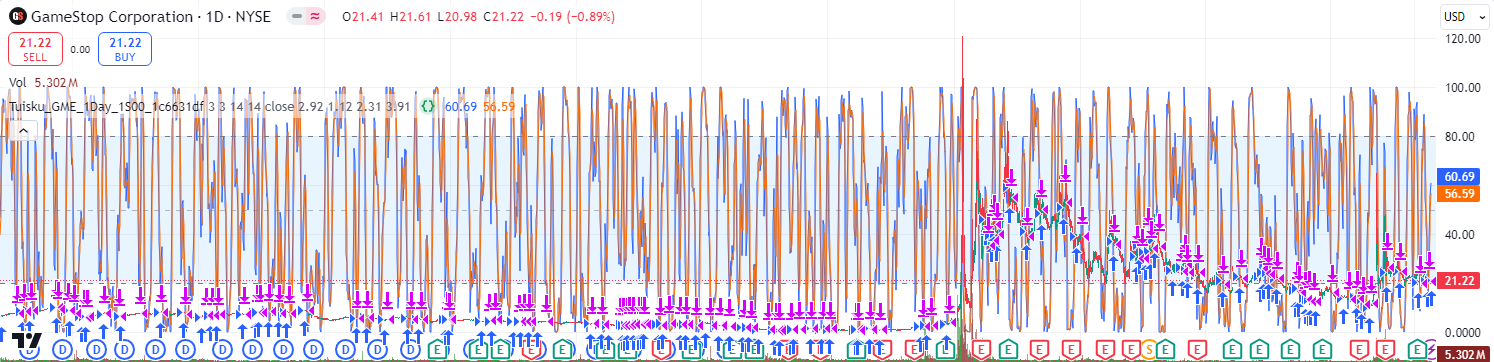 GameStop Corporation · 1D · NYSE O21.41 H21.61 L20.98 C21.22 −0.19 (−0.89%)
USD
21.22
SELL
0.00
21.22
BUY
Vol 5.302M
Tuisku_GME_1Day_1S00_1c6631df 3 3 14 14 close 2.92 1.12 2.31 3.91 {} 60.69 56.59
120.00
100.00
80.00
60.69
56.59
40.00
21.22
0.0000
5.302M
D D D D D D D D D D D D D E E E E E E E E E E E E E E E E E E S E E E E E E E E